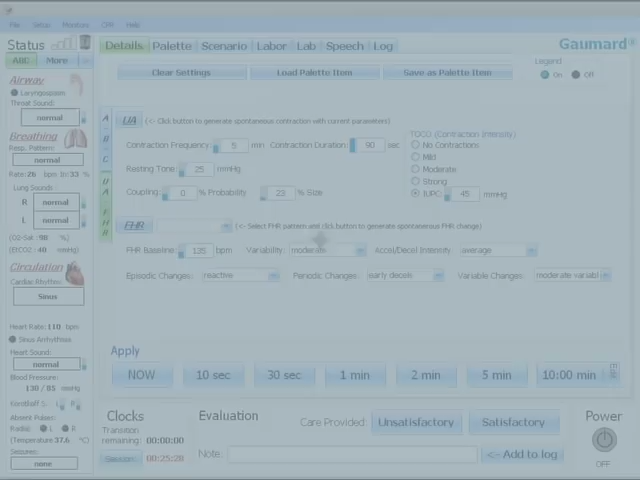 File Setup Monitors CPR Help
Status
ABC More
Details Palette Scenario Labor Lab Speech Log
Gaumard®
Clear Settings Load Palette Item Save as Palette Item
Legend
On Off
Airway
Laryngospasm
Throat Sound:
normal
Breathing
Resp. Pattern:
normal
Rate: 26 bpm In: 33 %
Lung Sounds:
R normal
L normal
(O2-Sat.: 98 %)
(EtCO2: 40 mmHg)
Circulation
Cardiac Rhythm:
Sinus
Heart Rate: 110 bpm
Sinus Arrhythmia
Heart Sound:
normal
Blood Pressure:
130 / 85 mmHg
Korotkoff S. L R
Absent Pulses:
Radial L R
(Temperature 37.6 °C)
Seizures:
none
A
B
C
U
A
F
H
R
UA (<- Click button to generate spontaneous contraction with current parameters)
Contraction Frequency: 5 min Contraction Duration: 90 sec
Resting Tone: 25 mmHg
Coupling: 0 % Probability 23 % Size
TOCO (Contraction Intensity)
No Contractions
Mild
Moderate
Strong
IUPC: 45 mmHg
FHR (<-Select FHR pattern and click button to generate spontaneous FHR change)
FHR Baseline: 135 bpm Variability: moderate Accel/Decel Intensity: average
Episodic Changes: reactive Periodic Changes: early decels Variable Changes: moderate variabl
Apply
NOW 10 sec 30 sec 1 min 2 min 5 min 10:00 min
Clocks
Transition
remaining: 00:00:00
Session: 00:25:28
Evaluation
Care Provided: Unsatisfactory Satisfactory
Note: <- Add to log
Power
OFF